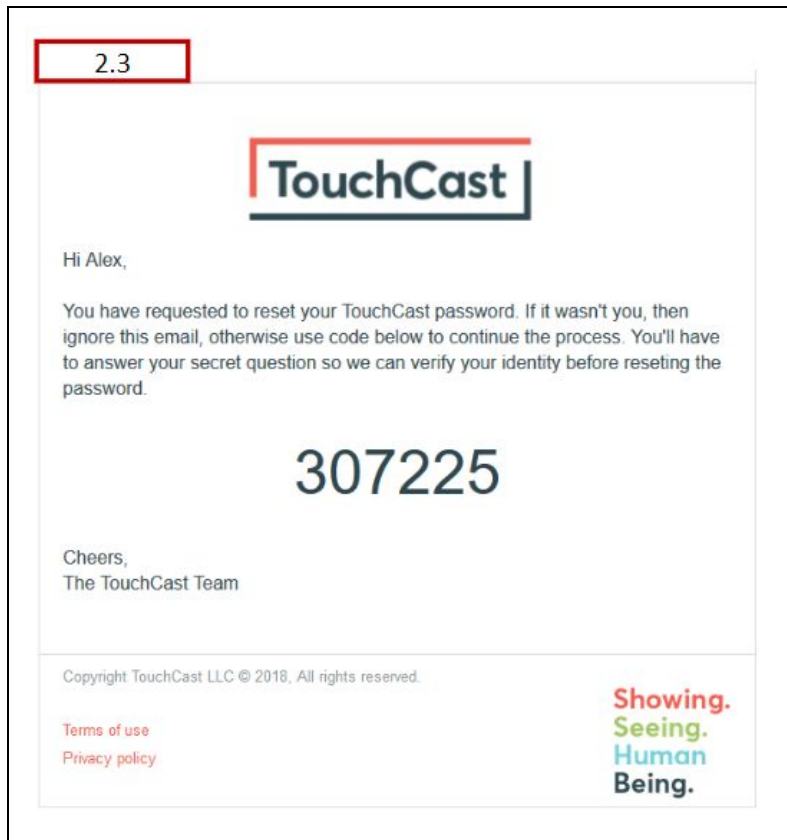 2.3
TouchCast
Hi Alex,
You have requested to reset your TouchCast password. If it wasn't you, then
ignore this email, otherwise use code below to continue the process. You'll have
to answer your secret question so we can verify your identity before reseting the
password.
307225
Cheers,
The TouchCast Team
Copyright TouchCast LLC © 2018, All rights reserved.
Terms of use
Privacy policy
Showing.
Seeing.
Human
Being.